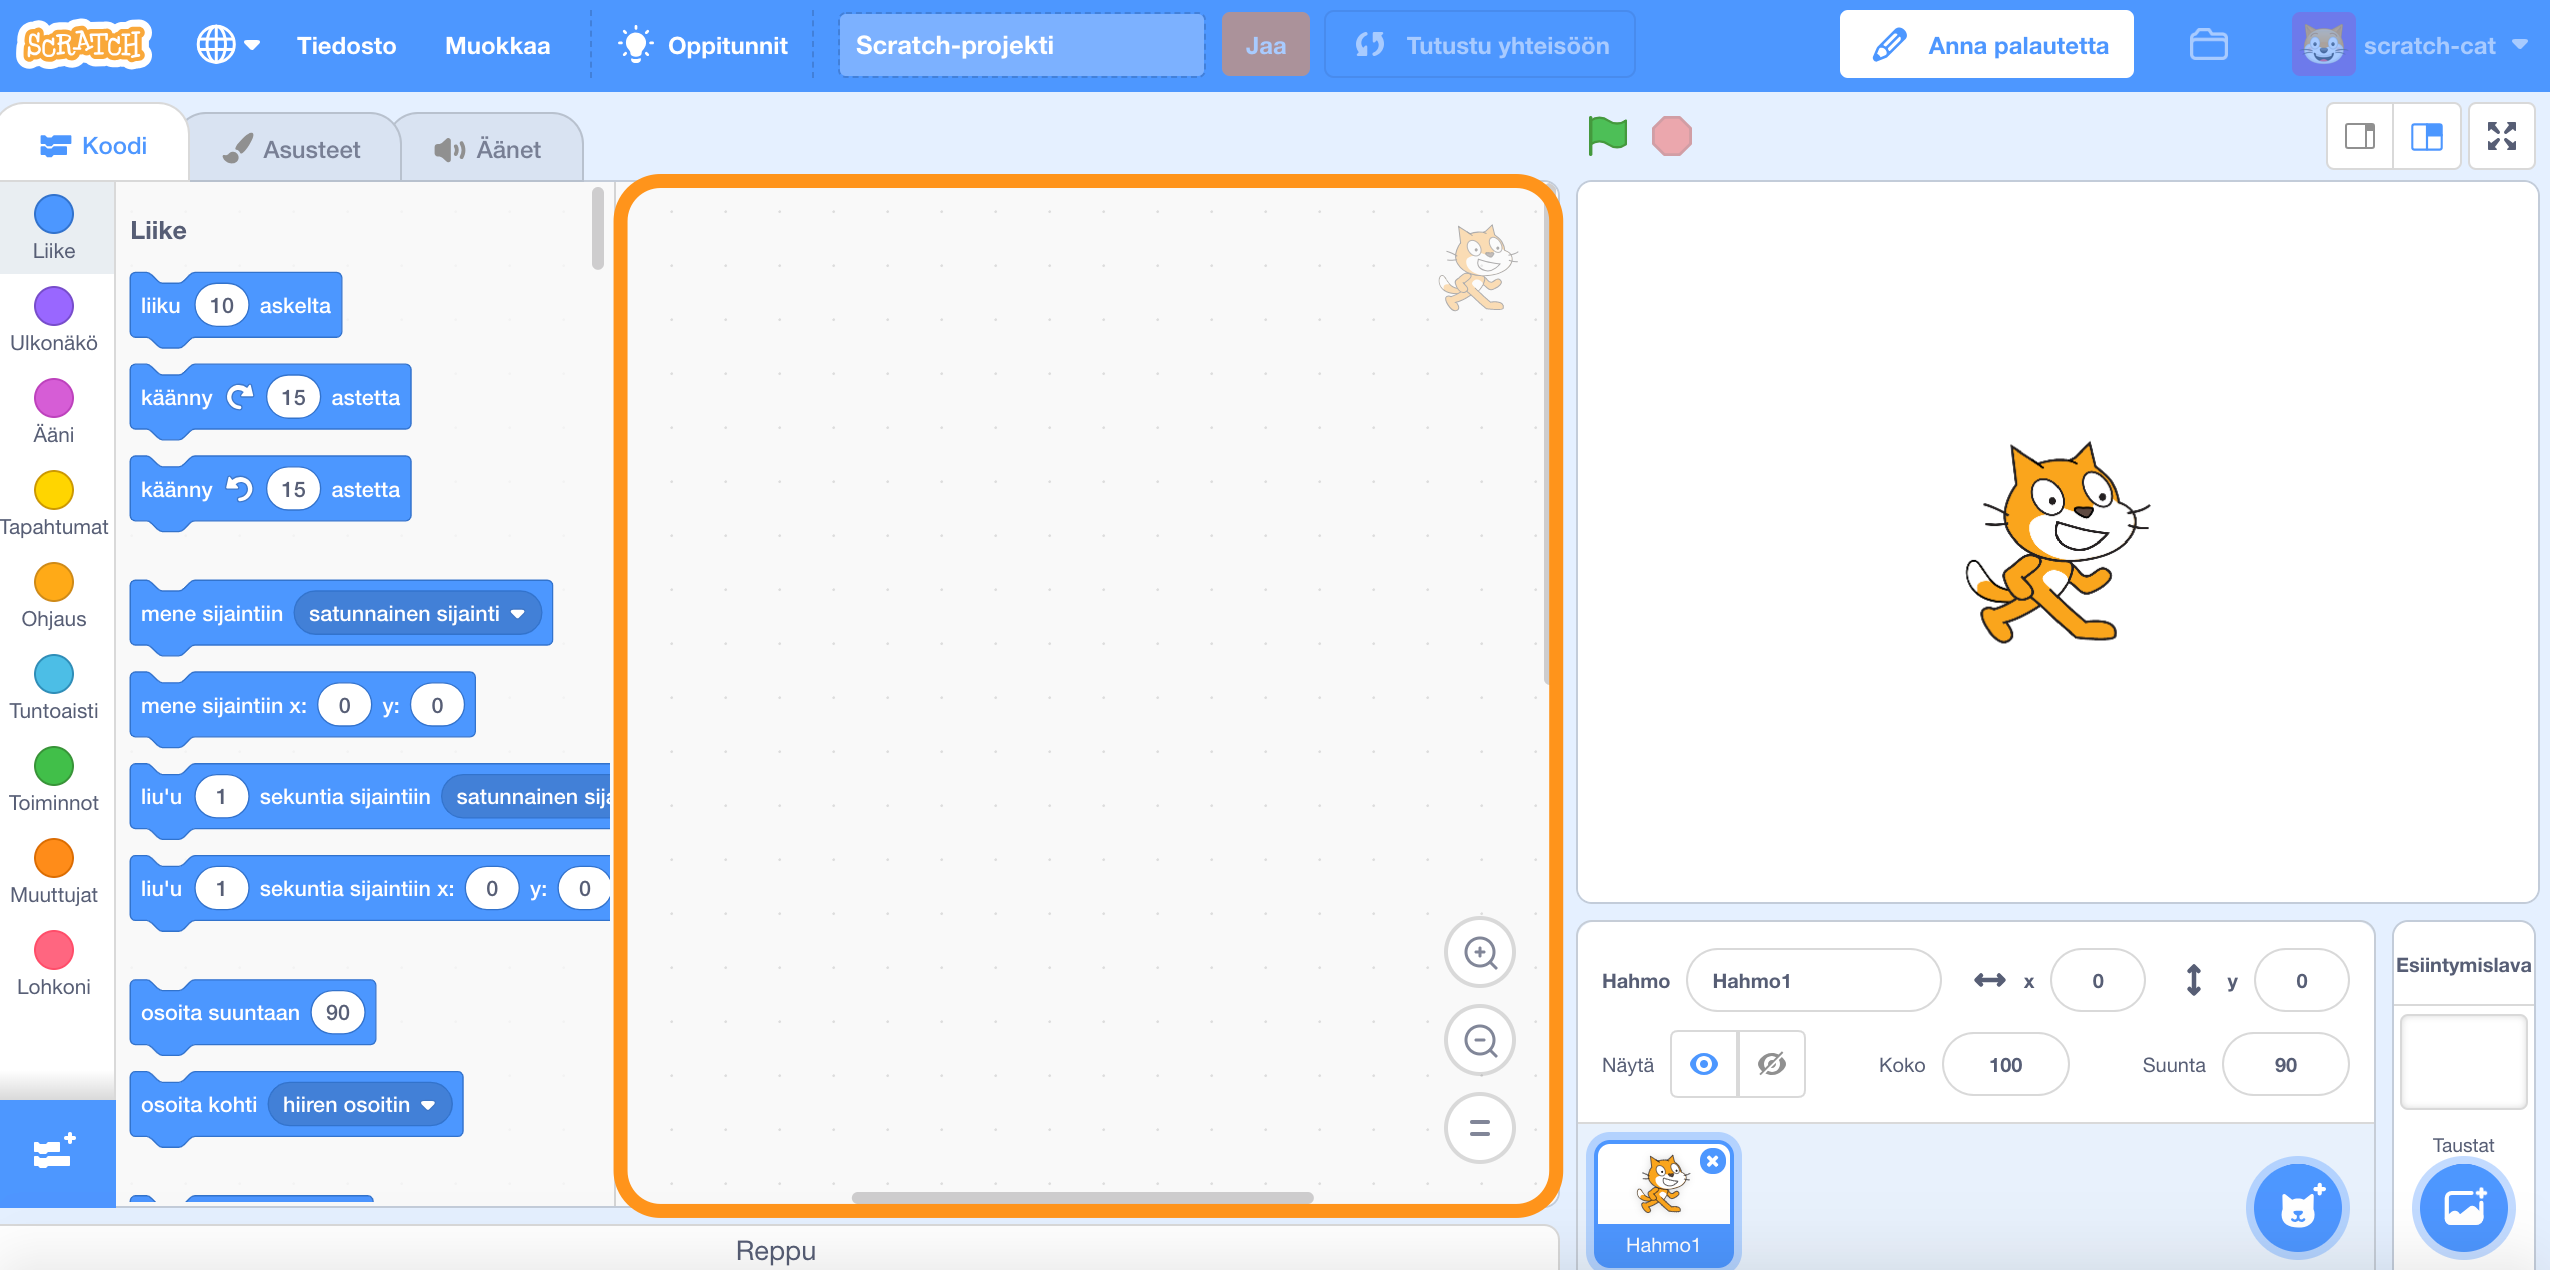 SCRATCH
Tiedosto
Muokkaa
Oppitunnit
Scratch-projekti
Jaa
Tutustu yhteisöön
Anna palautetta
scratch-cat
Koodi
Asusteet
Äänet
Liike
Ulkonäkö
Ääni
Tapahtumat
Ohjaus
Tuntoaisti
Toiminnot
Muuttujat
Lohkoni
Liike
liiku 10 askelta
käänny 15 astetta
käänny 15 astetta
mene sijaintiin satunnainen sijainti
mene sijaintiin x: 0 y: 0
liu'u 1 sekuntia sijaintiin satunnainen sija
liu'u 1 sekuntia sijaintiin x: 0 y: 0
osoita suuntaan 90
osoita kohti hiiren osoitin
Reppu
Hahmo Hahmo1 x 0 y 0
Näytä Koko 100 Suunta 90
Hahmo1
Esiintymislava
Taustat